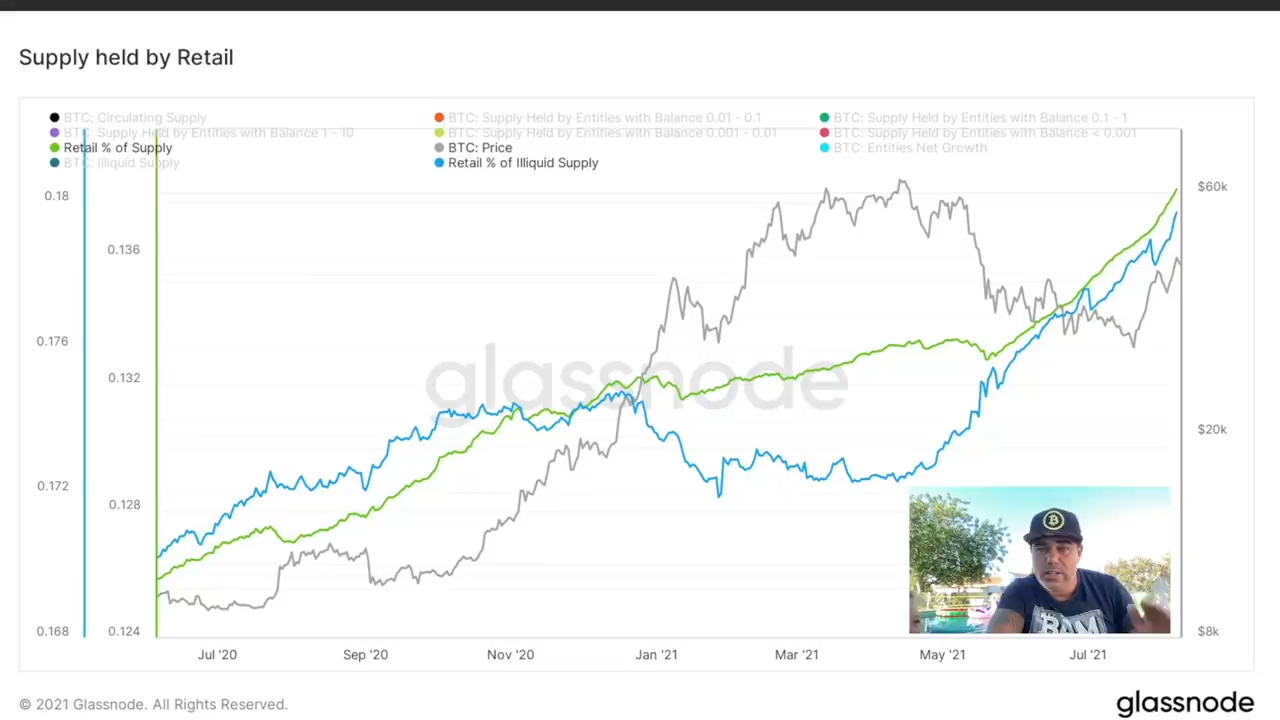 Supply held by Retail
BTC: Circulating Supply
BTC: Supply Held by Entities with Balance 0.01 - 0.1
BTC: Supply Held by Entities with Balance 0.1 - 1
BTC: Supply Held by Entities with Balance 1 - 10
BTC: Supply Held by Entities with Balance 0.001 - 0.01
BTC: Supply Held by Entities with Balance < 0.001
Retail % of Supply
BTC: Price
BTC: Entities Net Growth
BTC: Illiquid Supply
Retail % of Illiquid Supply
0.18
0.176
0.172
0.168
0.136
0.132
0.128
0.124
glassnode
$60k
$20k
$8k
BAM
Jul '20
Sep '20
Nov '20
Jan '21
Mar '21
May '21
Jul '21
© 2021 Glassnode. All Rights Reserved.
glassnode